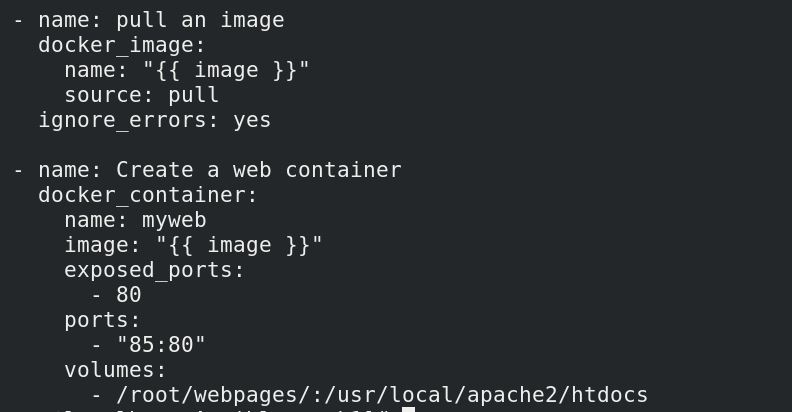 - name: pull an image
  docker_image:
    name: "{{ image }}"
    source: pull
  ignore_errors: yes

- name: Create a web container
  docker_container:
    name: myweb
    image: "{{ image }}"
    exposed_ports:
      - 80
    ports:
      - "85:80"
    volumes:
      - /root/webpages/:/usr/local/apache2/htdocs